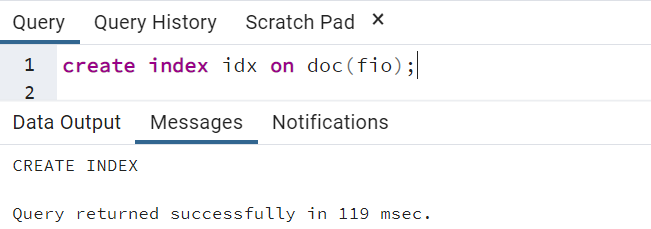 Query Query History Scratch Pad ×
1 create index idx on doc(fio);
2
Data Output Messages Notifications
CREATE INDEX
Query returned successfully in 119 msec.